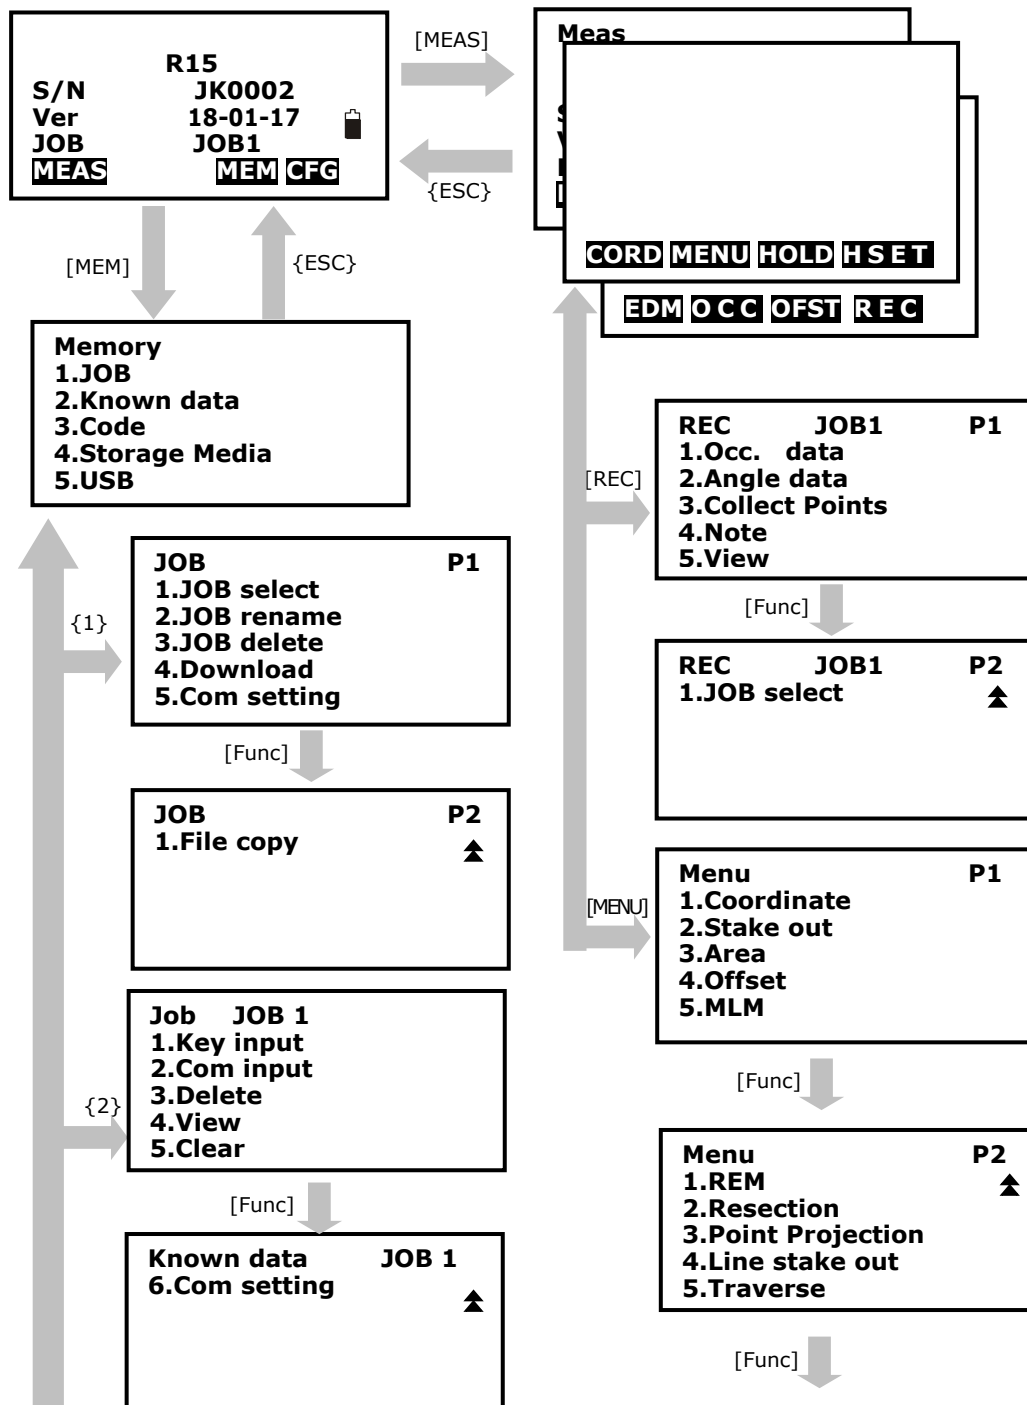 R15
S/N JK0002
Ver 18-01-17
JOB JOB1
MEAS MEM CFG
[MEAS]
{ESC}
Meas
CORD MENU HOLD H S E T
EDM O C C OFST R E C
[MEM]
{ESC}
Memory
1.JOB
2.Known data
3.Code
4.Storage Media
5.USB
{1}
JOB P1
1.JOB select
2.JOB rename
3.JOB delete
4.Download
5.Com setting
[Func]
JOB P2
1.File copy
{2}
Job JOB 1
1.Key input
2.Com input
3.Delete
4.View
5.Clear
[Func]
Known data JOB 1
6.Com setting
[REC]
REC JOB1 P1
1.Occ. data
2.Angle data
3.Collect Points
4.Note
5.View
[Func]
REC JOB1 P2
1.JOB select
[MENU]
Menu P1
1.Coordinate
2.Stake out
3.Area
4.Offset
5.MLM
[Func]
Menu P2
1.REM
2.Resection
3.Point Projection
4.Line stake out
5.Traverse
[Func]